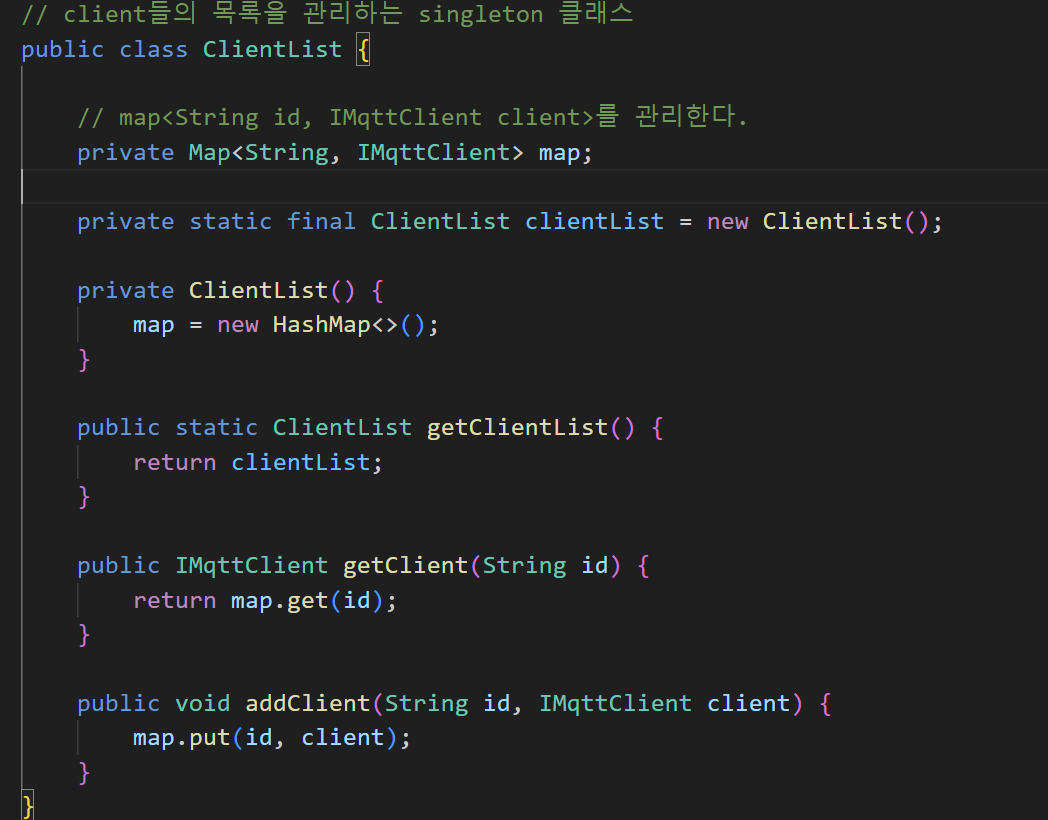 // client들의 목록을 관리하는 singleton 클래스
public class ClientList {
// map<String id, IMqttClient client>를 관리한다.
private Map<String, IMqttClient> map;
private static final ClientList clientList = new ClientList();
private ClientList() {
map = new HashMap<>();
}
public static ClientList getClientList() {
return clientList;
}
public IMqttClient getClient(String id) {
return map.get(id);
}
public void addClient(String id, IMqttClient client) {
map.put(id, client);
}
}